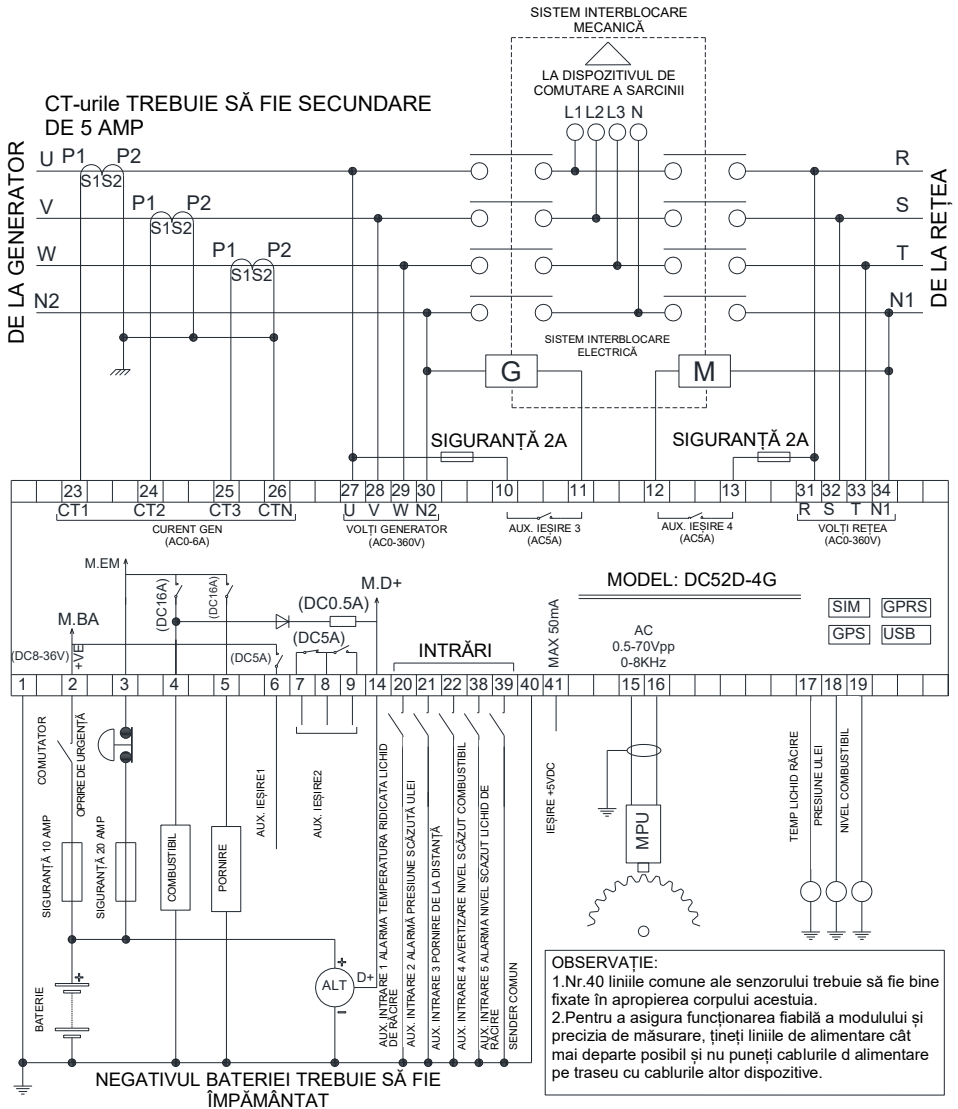 SISTEM INTERBLOCARE
MECANICĂ
LA DISPOZITIVUL DE
COMUTARE A SARCINII
L1 L2 L3 N
CT-urile TREBUIE SĂ FIE SECUNDARE
DE 5 AMP
DE LA GENERATOR
U P1 P2
S1S2
V P1 P2
S1S2
W P1 P2
S1S2
N2
R
S
T
N1
DE LA REȚEA
SISTEM INTERBLOCARE
ELECTRICĂ
G
M
SIGURANȚĂ 2A
SIGURANȚĂ 2A
23 24 25 26 27 28 29 30 10 11 12 13 31 32 33 34
CT1 CT2 CT3 CTN U V W N2 R S T N1
CURENT GEN
(AC0-6A)
VOLȚI GENERATOR
(AC0-360V)
AUX. IEȘIRE 3
(AC5A)
AUX. IEȘIRE 4
(AC5A)
VOLȚI REȚEA
(AC0-360V)
M.EM
M.BA
(DC8-36V)
+VE
(DC16A)
(DC16A)
(DC5A)
(DC0.5A)
(DC5A)
M.D+
INTRĂRI
MAX 50mA
MODEL: DC52D-4G
AC
0.5-70Vpp
0-8KHz
SIM GPRS
GPS USB
1 2 3 4 5 6 7 8 9 14 20 21 22 38 39 40 41 15 16 17 18 19
COMUTATOR
OPRIRE DE URGENȚĂ
SIGURANȚĂ 10 AMP
SIGURANȚĂ 20 AMP
COMBUSTIBIL
PORNIRE
AUX. IEȘIRE1
AUX. IEȘIRE2
BATERIE
+
+
ALT
−
D+
AUX. INTRARE 1 ALARMA TEMPERATURA RIDICATA LICHID
DE RĂCIRE
AUX. INTRARE 2 ALARMĂ PRESIUNE SCĂZUTĂ ULEI
AUX. INTRARE 3 PORNIRE DE LA DISTANȚĂ
AUX. INTRARE 4 AVERTIZARE NIVEL SCĂZUT COMBUSTIBIL
AUX. INTRARE 5 ALARMA NIVEL SCĂZUT LICHID DE
RĂCIRE
SENDER COMUN
IEȘIRE +5VDC
MPU
TEMP LICHID RĂCIRE
PRESIUNE ULEI
NIVEL COMBUSTIBIL
NEGATIVUL BATERIEI TREBUIE SĂ FIE
ÎMPĂMÂNTAT
OBSERVAȚIE:
1.Nr.40 liniile comune ale senzorului trebuie să fie bine
fixate în apropierea corpului acestuia.
2.Pentru a asigura funcționarea fiabilă a modulului și
precizia de măsurare, țineți liniile de alimentare cât
mai departe posibil și nu puneți cablurile d alimentare
pe traseu cu cablurile altor dispozitive.